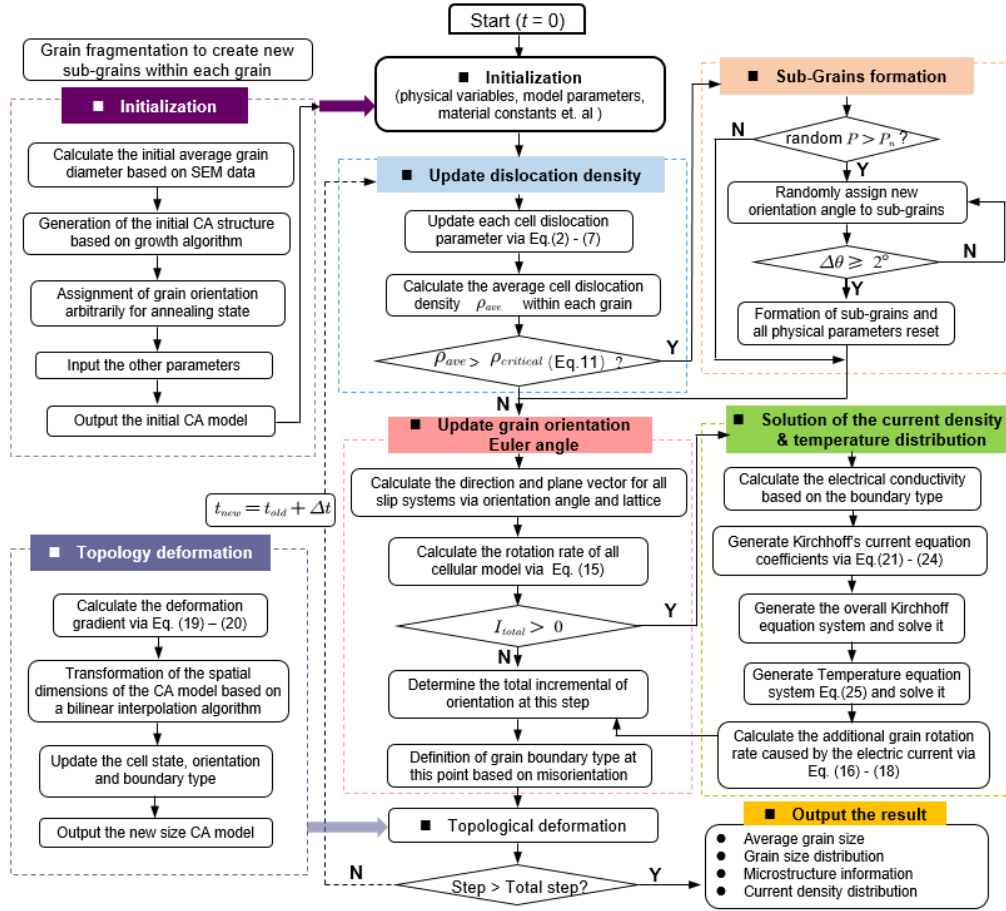 Start (t = 0)
Grain fragmentation to create new
sub-grains within each grain
■ Initialization
Calculate the initial average grain
diameter based on SEM data
Generation of the initial CA structure
based on growth algorithm
Assignment of grain orientation
arbitrarily for annealing state
Input the other parameters
Output the initial CA model
■ Initialization
(physical variables, model parameters,
material constants et. al )
■ Update dislocation density
Update each cell dislocation
parameter via Eq.(2) - (7)
Calculate the average cell dislocation
density ρ_ave within each grain
ρ_ave > ρ_critical (Eq.11) ?
Y
N
■ Sub-Grains formation
N
random P > P_n ?
Y
Randomly assign new
orientation angle to sub-grains
Δθ ⩾ 2°
N
Y
Formation of sub-grains and
all physical parameters reset
■ Update grain orientation
Euler angle
Calculate the direction and plane vector for all
slip systems via orientation angle and lattice
Calculate the rotation rate of all
cellular model via Eq. (15)
I_total > 0
Y
N
Determine the total incremental of
orientation at this step
Definition of grain boundary type at
this point based on misorientation
■ Solution of the current density
& temperature distribution
Calculate the electrical conductivity
based on the boundary type
Generate Kirchhoff's current equation
coefficients via Eq.(21) - (24)
Generate the overall Kirchhoff
equation system and solve it
Generate Temperature equation
system Eq.(25) and solve it
Calculate the additional grain rotation
rate caused by the electric current via
Eq. (16) - (18)
t_new = t_old + Δt
■ Topology deformation
Calculate the deformation
gradient via Eq. (19) – (20)
Transformation of the spatial
dimensions of the CA model based on
a bilinear interpolation algorithm
Update the cell state, orientation
and boundary type
Output the new size CA model
■ Topological deformation
Step > Total step?
N
Y
■ Output the result
● Average grain size
● Grain size distribution
● Microstructure information
● Current density distribution